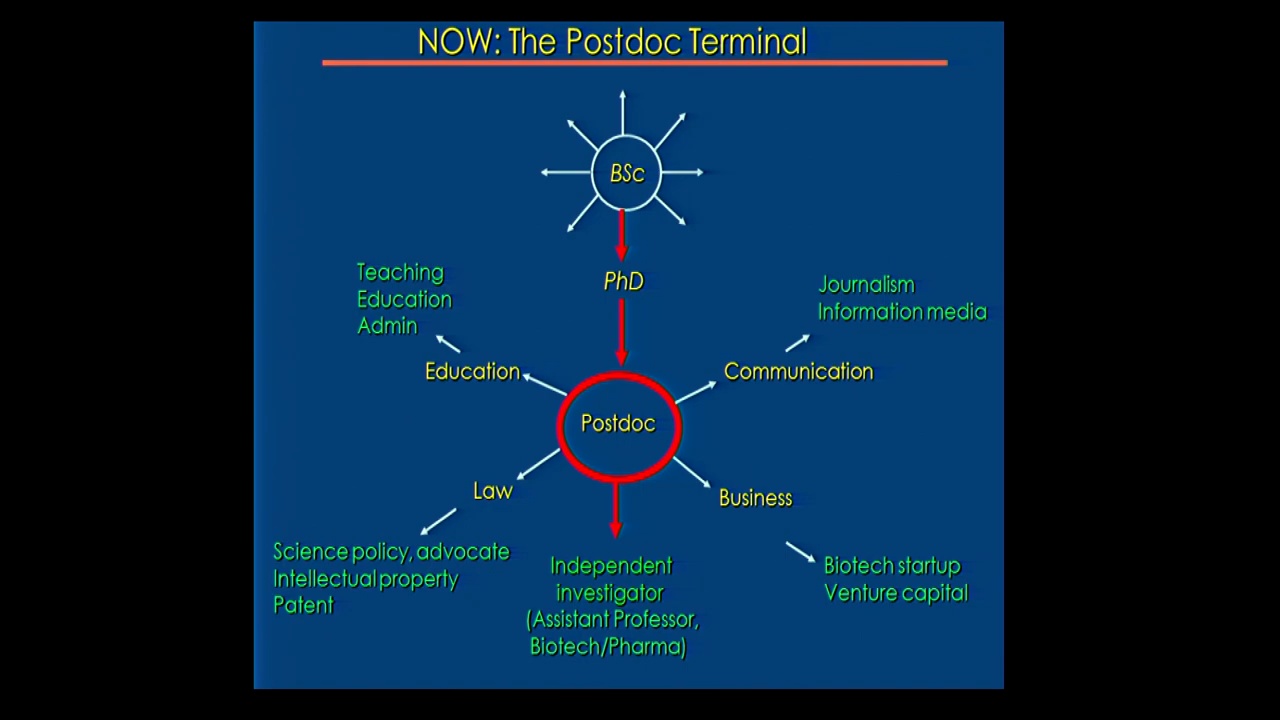 NOW: The Postdoc Terminal
BSc
PhD
Teaching
Education
Admin
Journalism
Information media
Education
Communication
Postdoc
Law
Business
Science policy, advocate
Intellectual property
Patent
Independent
investigator
(Assistant Professor,
Biotech/Pharma)
Biotech startup
Venture capital